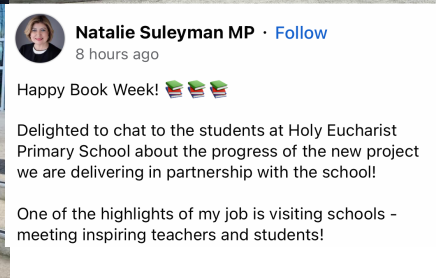 Natalie Suleyman MP · Follow
8 hours ago
Happy Book Week! 📚📚📚
Delighted to chat to the students at Holy Eucharist
Primary School about the progress of the new project
we are delivering in partnership with the school!
One of the highlights of my job is visiting schools -
meeting inspiring teachers and students!